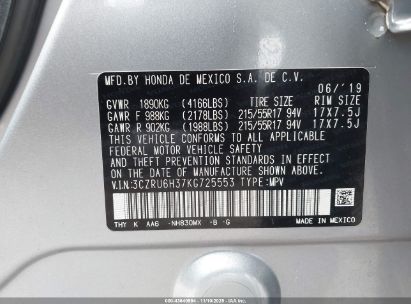 MFD.BY HONDA DE MEXICO S.A. DE C.V.
06/'19
GVWR 1890KG (4166LBS) TIRE SIZE RIM SIZE
GAWR F 988KG (2178LBS) 215/55R17 94V 17X7.5J
GAWR R 902KG (1988LBS) 215/55R17 94V 17X7.5J
THIS VEHICLE CONFORMS TO ALL APPLICABLE
FEDERAL MOTOR VEHICLE SAFETY
AND THEFT PREVENTION STANDARDS IN EFFECT ON
THE DATE OF MANUFACTURE SHOWN ABOVE.
V.I.N:3CZRU6H37KG725553 TYPE:MPV
THY K AA6 -NH830MX -B -G
MADE IN MEXICO